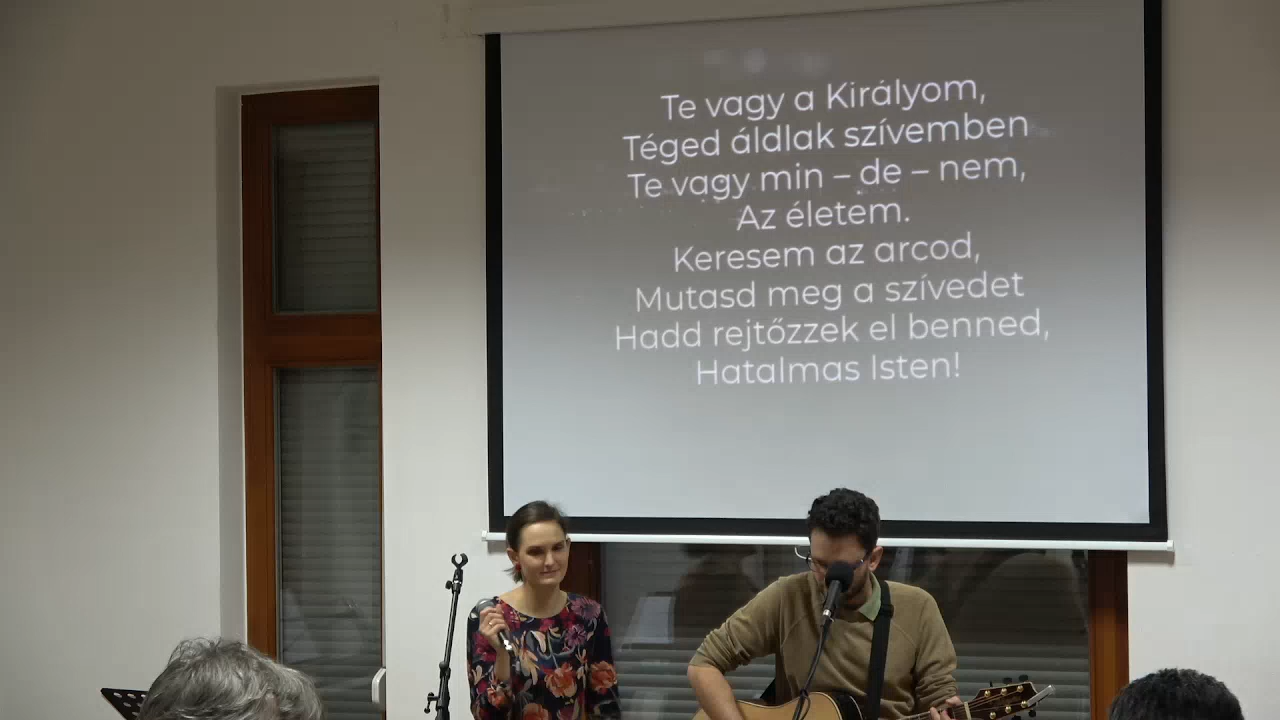 Te vagy a Királyom,
Téged áldlak szívemben
Te vagy min – de – nem,
Az életem.
Keresem az arcod,
Mutasd meg a szívedet
Hadd rejtőzzek el benned,
Hatalmas Isten!